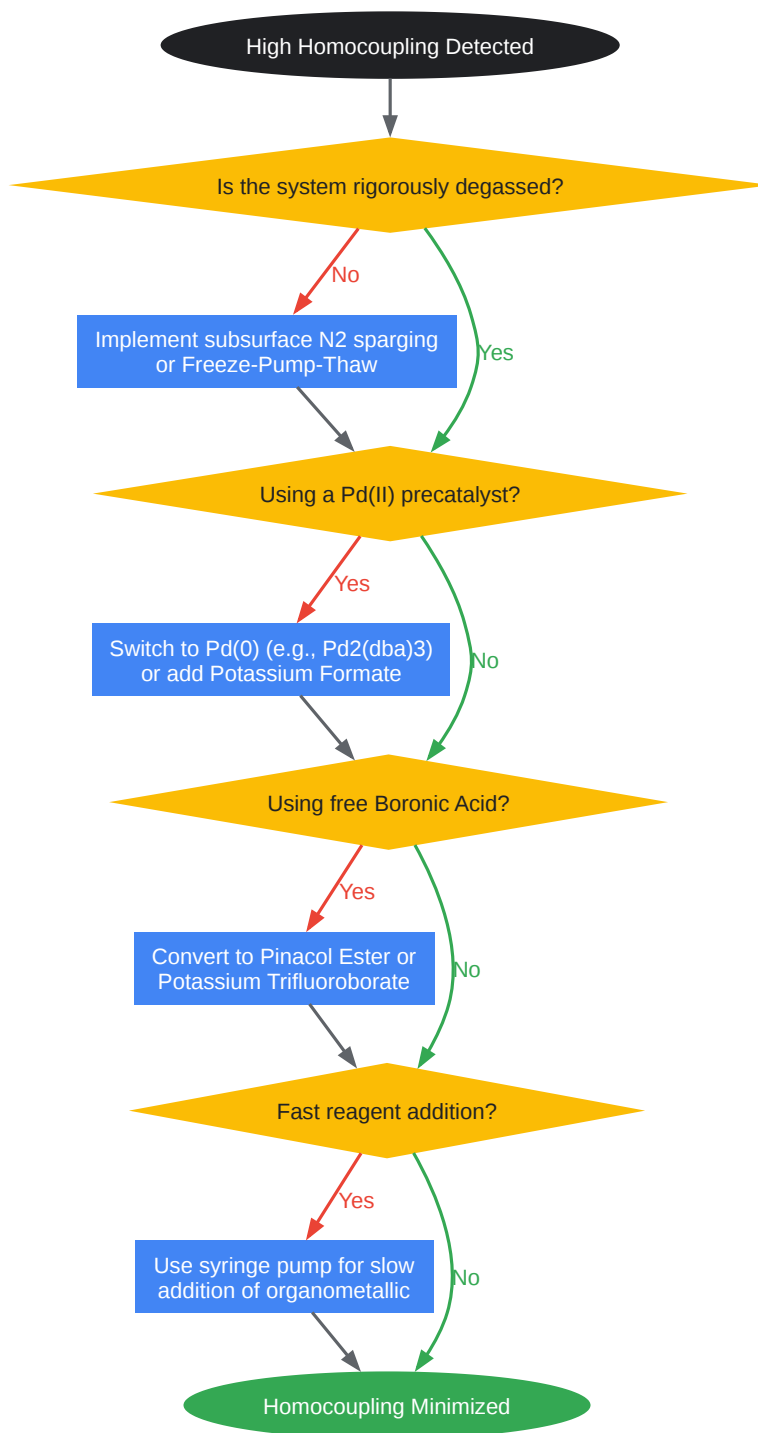 High Homocoupling Detected
Is the system rigorously degassed?
No
Implement subsurface N2 sparging
or Freeze-Pump-Thaw
Yes
Using a Pd(II) precatalyst?
Yes
Switch to Pd(0) (e.g., Pd2(dba)3)
or add Potassium Formate
No
Using free Boronic Acid?
Yes
Convert to Pinacol Ester or
Potassium Trifluoroborate
No
Fast reagent addition?
Yes
Use syringe pump for slow
addition of organometallic
No
Homocoupling Minimized